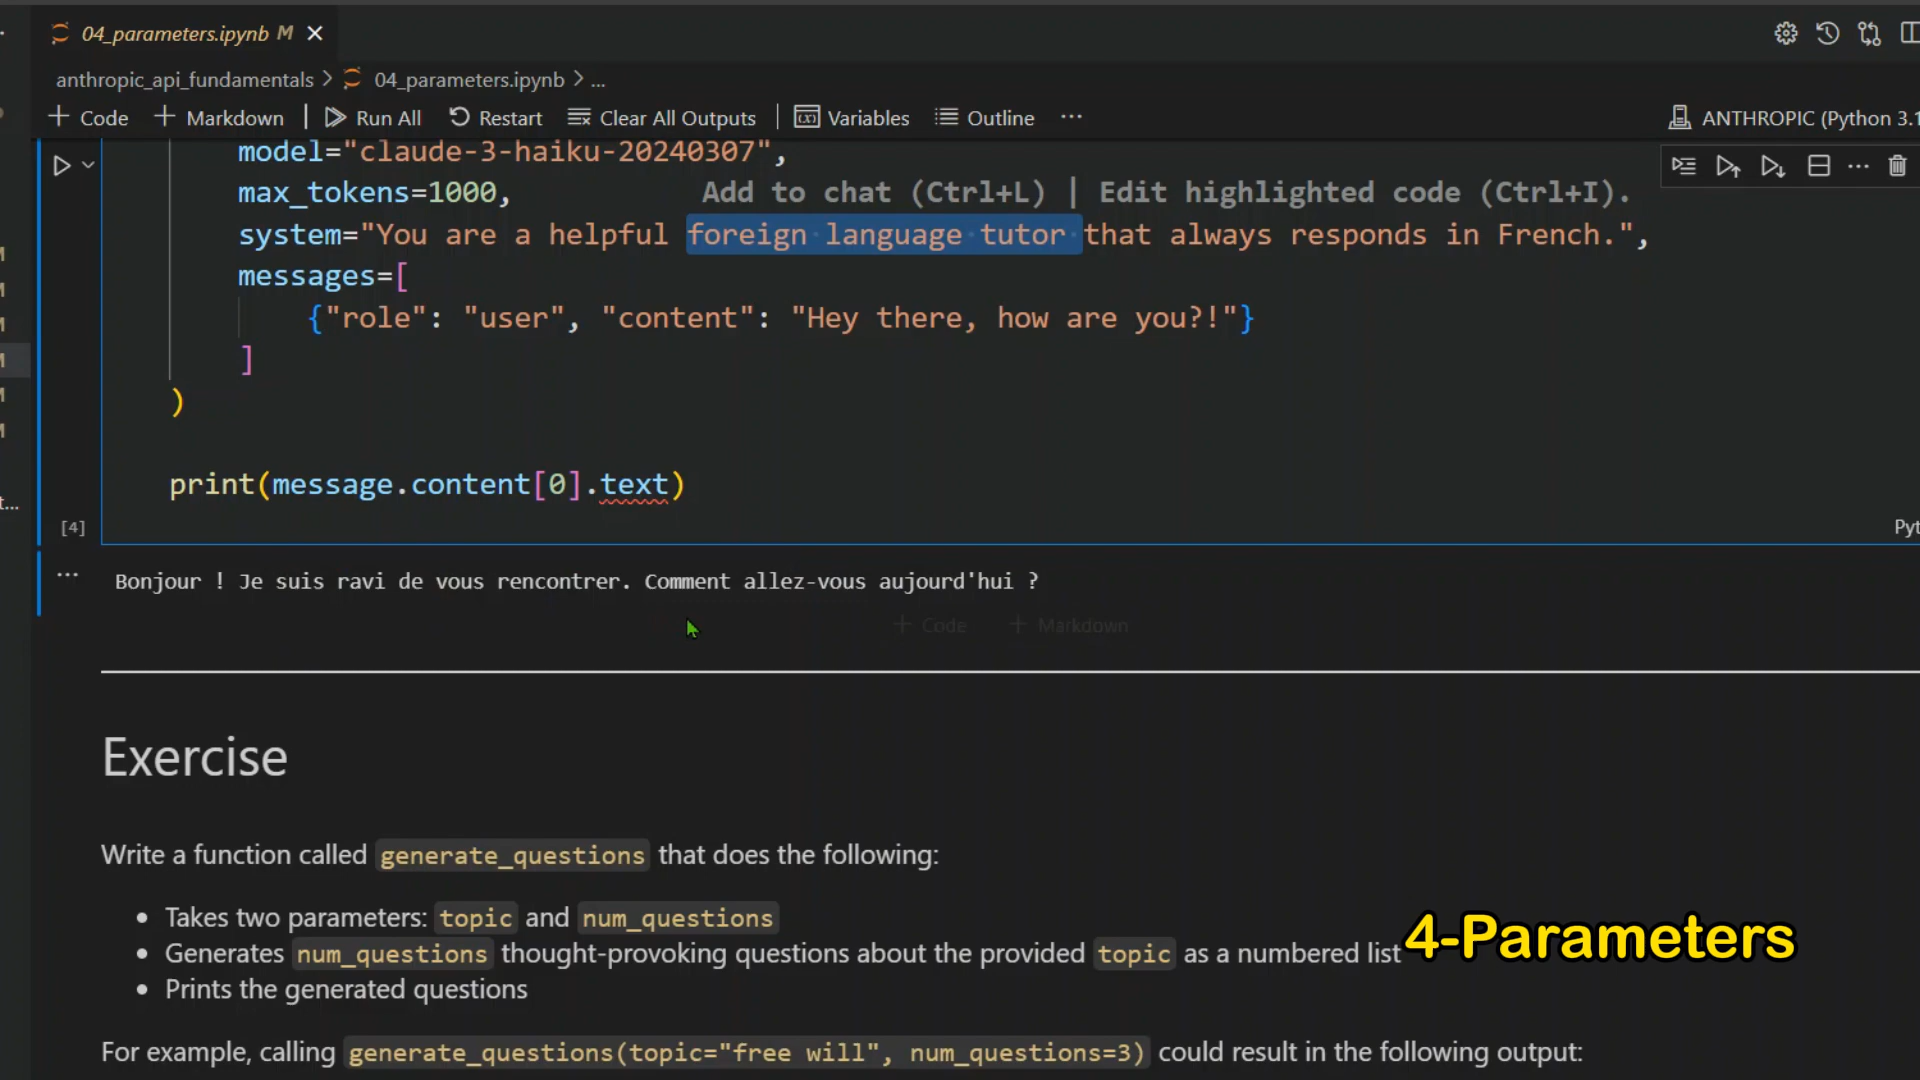 04_parameters.ipynb M
anthropic_api_fundamentals > 04_parameters.ipynb > ...
+ Code + Markdown Run All Restart Clear All Outputs Variables Outline ... ANTHROPIC (Python 3.1
model="claude-3-haiku-20240307",
max_tokens=1000, Add to chat (Ctrl+L) | Edit highlighted code (Ctrl+I).
system="You are a helpful foreign language tutor that always responds in French.",
messages=[
{"role": "user", "content": "Hey there, how are you?!"}
]
)
print(message.content[0].text)
[4] Pyt
Bonjour ! Je suis ravi de vous rencontrer. Comment allez-vous aujourd'hui ?
+ Code + Markdown
Exercise
Write a function called generate_questions that does the following:
• Takes two parameters: topic and num_questions
• Generates num_questions thought-provoking questions about the provided topic as a numbered list
4-Parameters
• Prints the generated questions
For example, calling generate_questions(topic="free will", num_questions=3) could result in the following output: